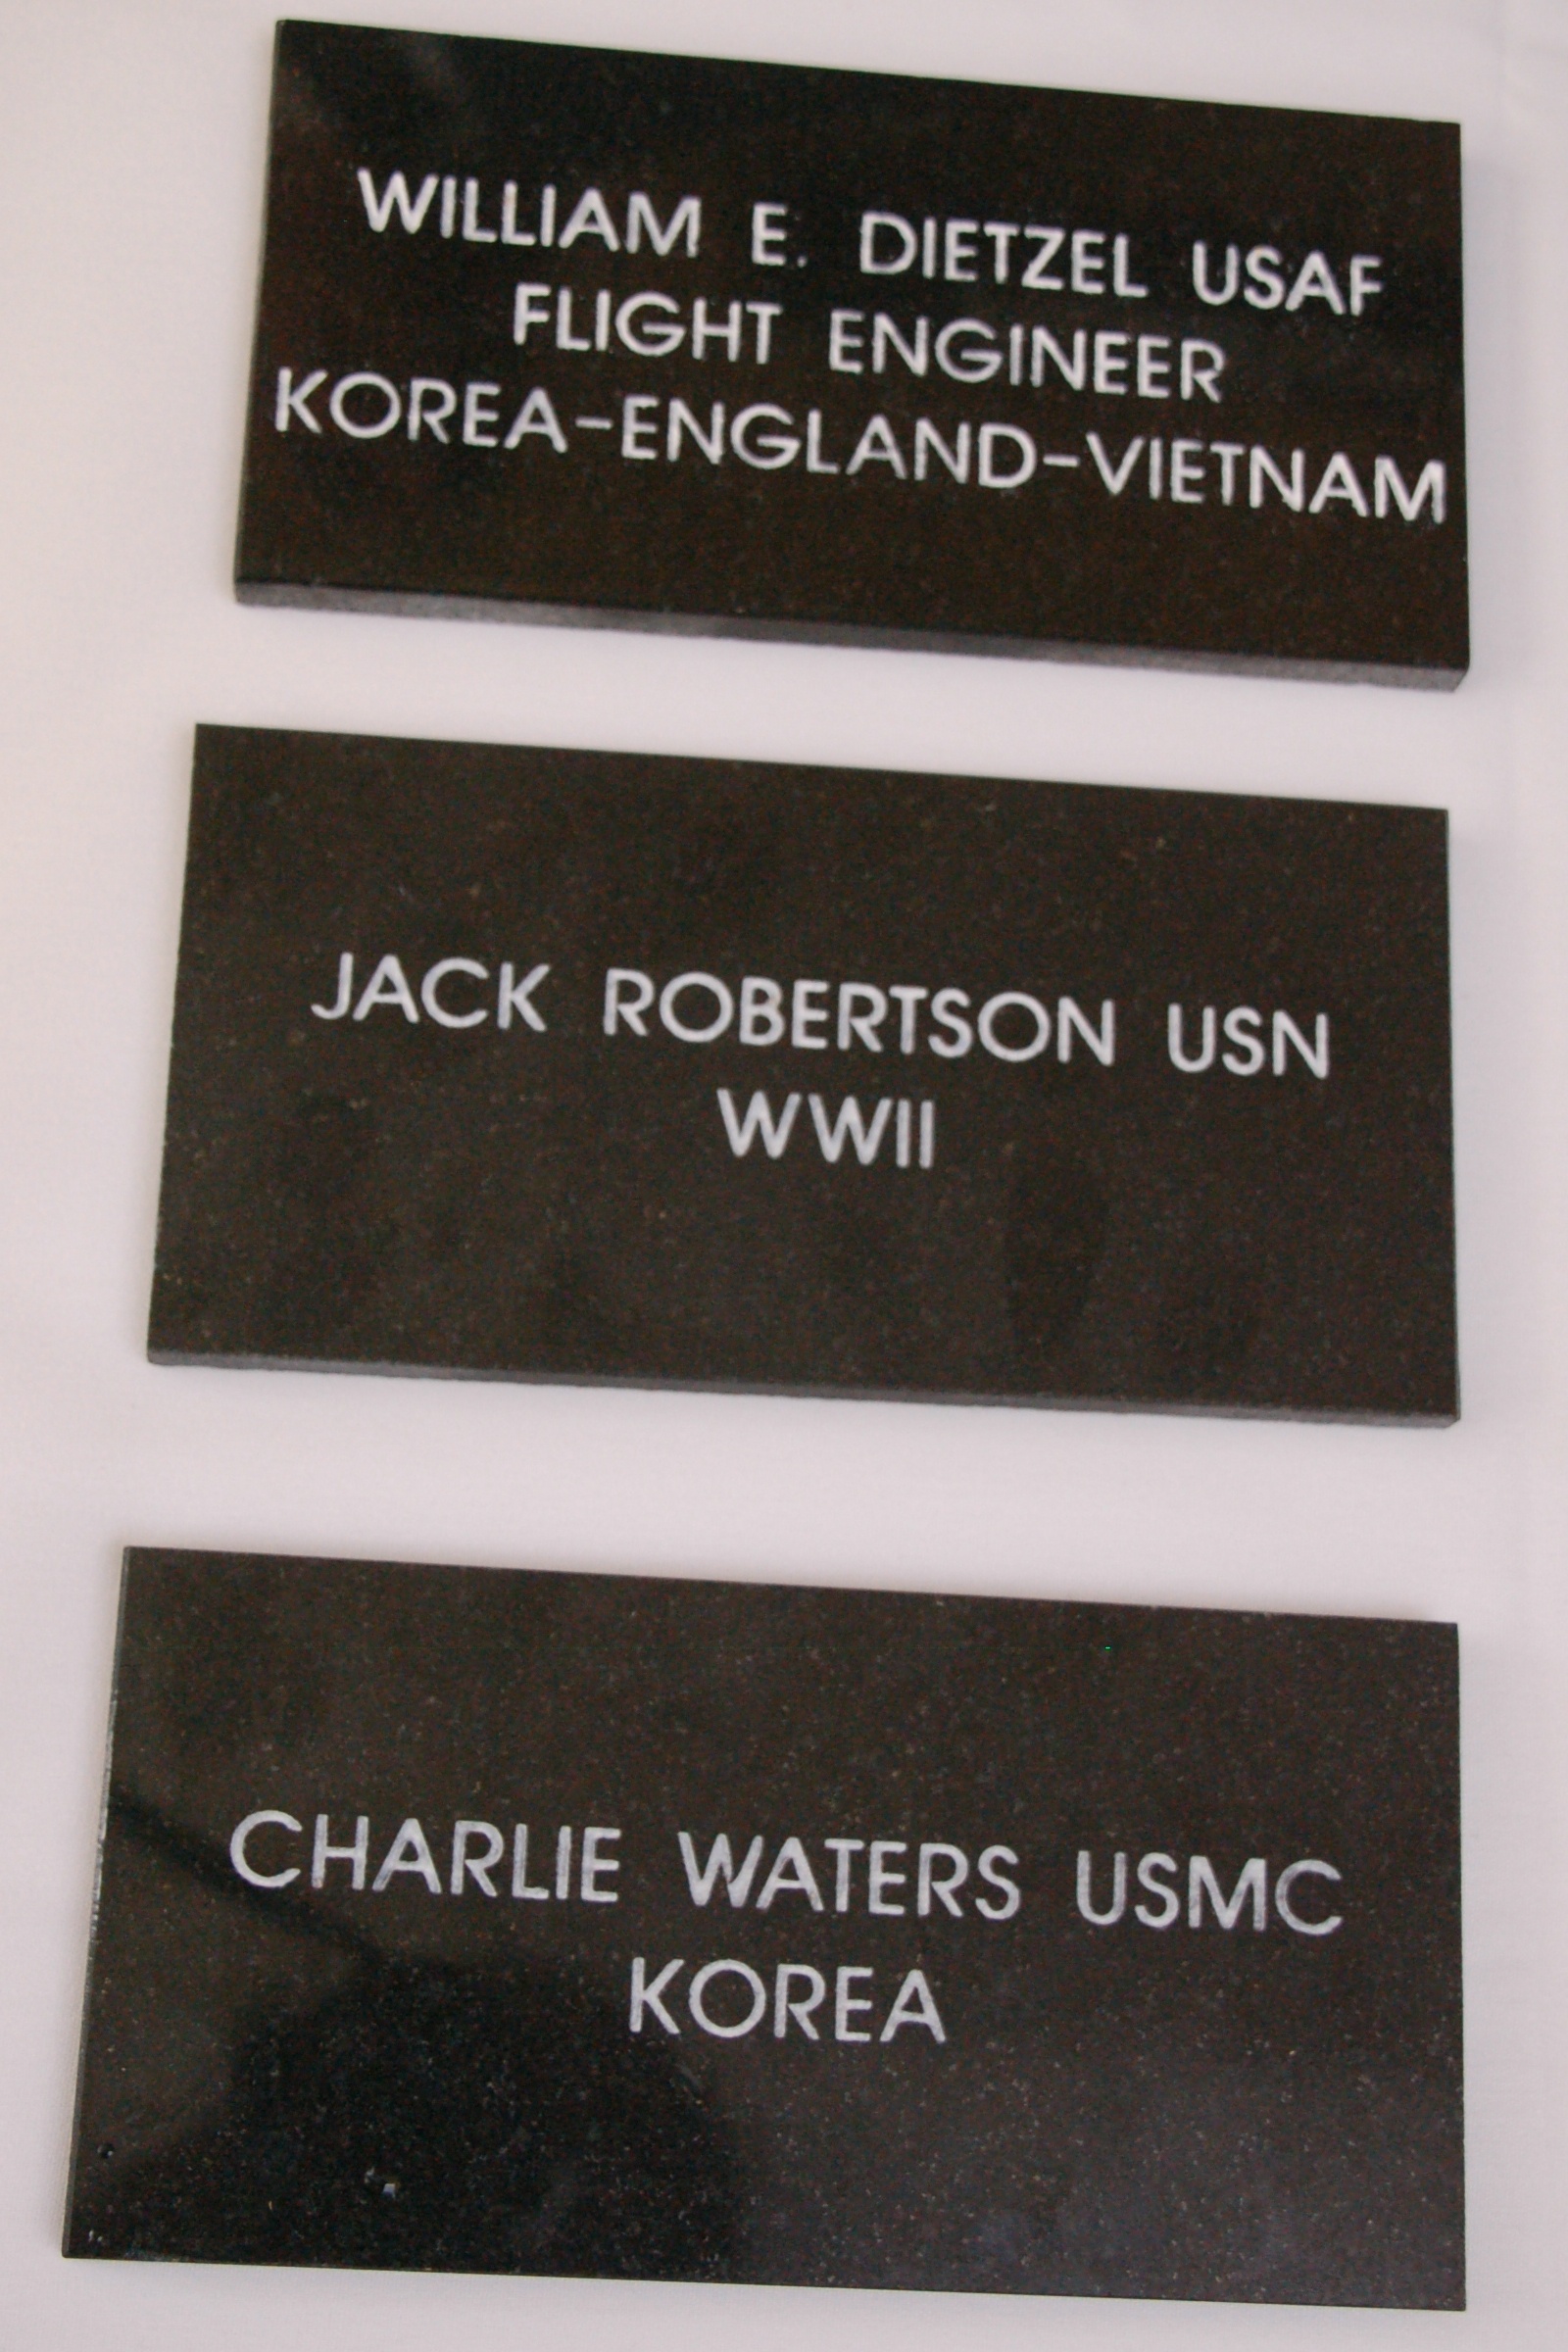 WILLIAM E. DIETZEL USAF
FLIGHT ENGINEER
KOREA-ENGLAND-VIETNAM
JACK ROBERTSON USN
WWII
CHARLIE WATERS USMC
KOREA